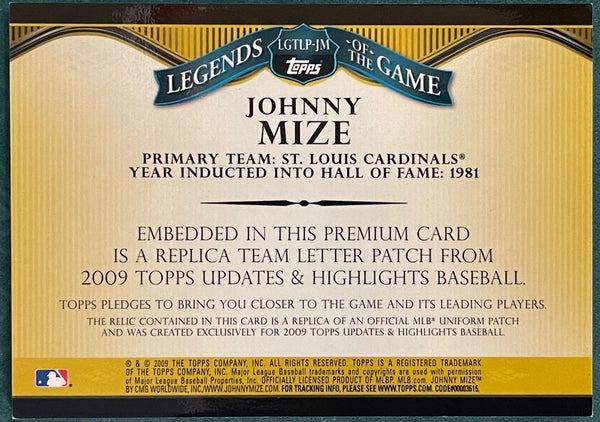 LEGENDS
LGTLP-JM
Topps
-OF-
THE GAME
JOHNNY
MIZE
PRIMARY TEAM: ST. LOUIS CARDINALS®
YEAR INDUCTED INTO HALL OF FAME: 1981
EMBEDDED IN THIS PREMIUM CARD
IS A REPLICA TEAM LETTER PATCH FROM
2009 TOPPS UPDATES & HIGHLIGHTS BASEBALL.
TOPPS PLEDGES TO BRING YOU CLOSER TO THE GAME AND ITS LEADING PLAYERS.
THE RELIC CONTAINED IN THIS CARD IS A REPLICA OF AN OFFICIAL MLB® UNIFORM PATCH
AND WAS CREATED EXCLUSIVELY FOR 2009 TOPPS UPDATES & HIGHLIGHTS BASEBALL.
® & © 2009 THE TOPPS COMPANY, INC. ALL RIGHTS RESERVED. TOPPS IS A REGISTERED TRADEMARK
OF THE TOPPS COMPANY, INC. Major League Baseball trademarks and copyrights are used with permission
of Major League Baseball Properties, Inc. OFFICIALLY LICENSED PRODUCT OF MLBP. MLB.com. JOHNNY MIZE™
BY CMG WORLDWIDE, INC./WWW.JOHNNYMIZE.COM. FOR TRACKING INFO, PLEASE SEE WWW.TOPPS.COM. CODE#00003615.